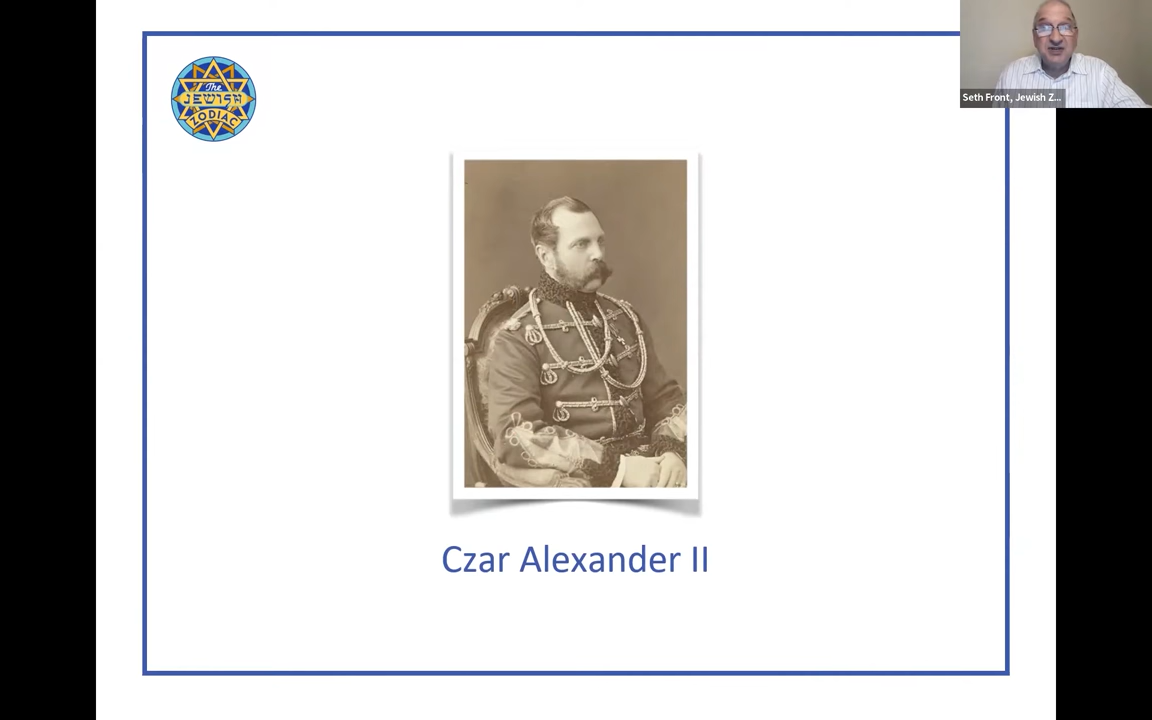 The
JEWISH
ZODIAC
Seth Front, Jewish Z...
Czar Alexander II